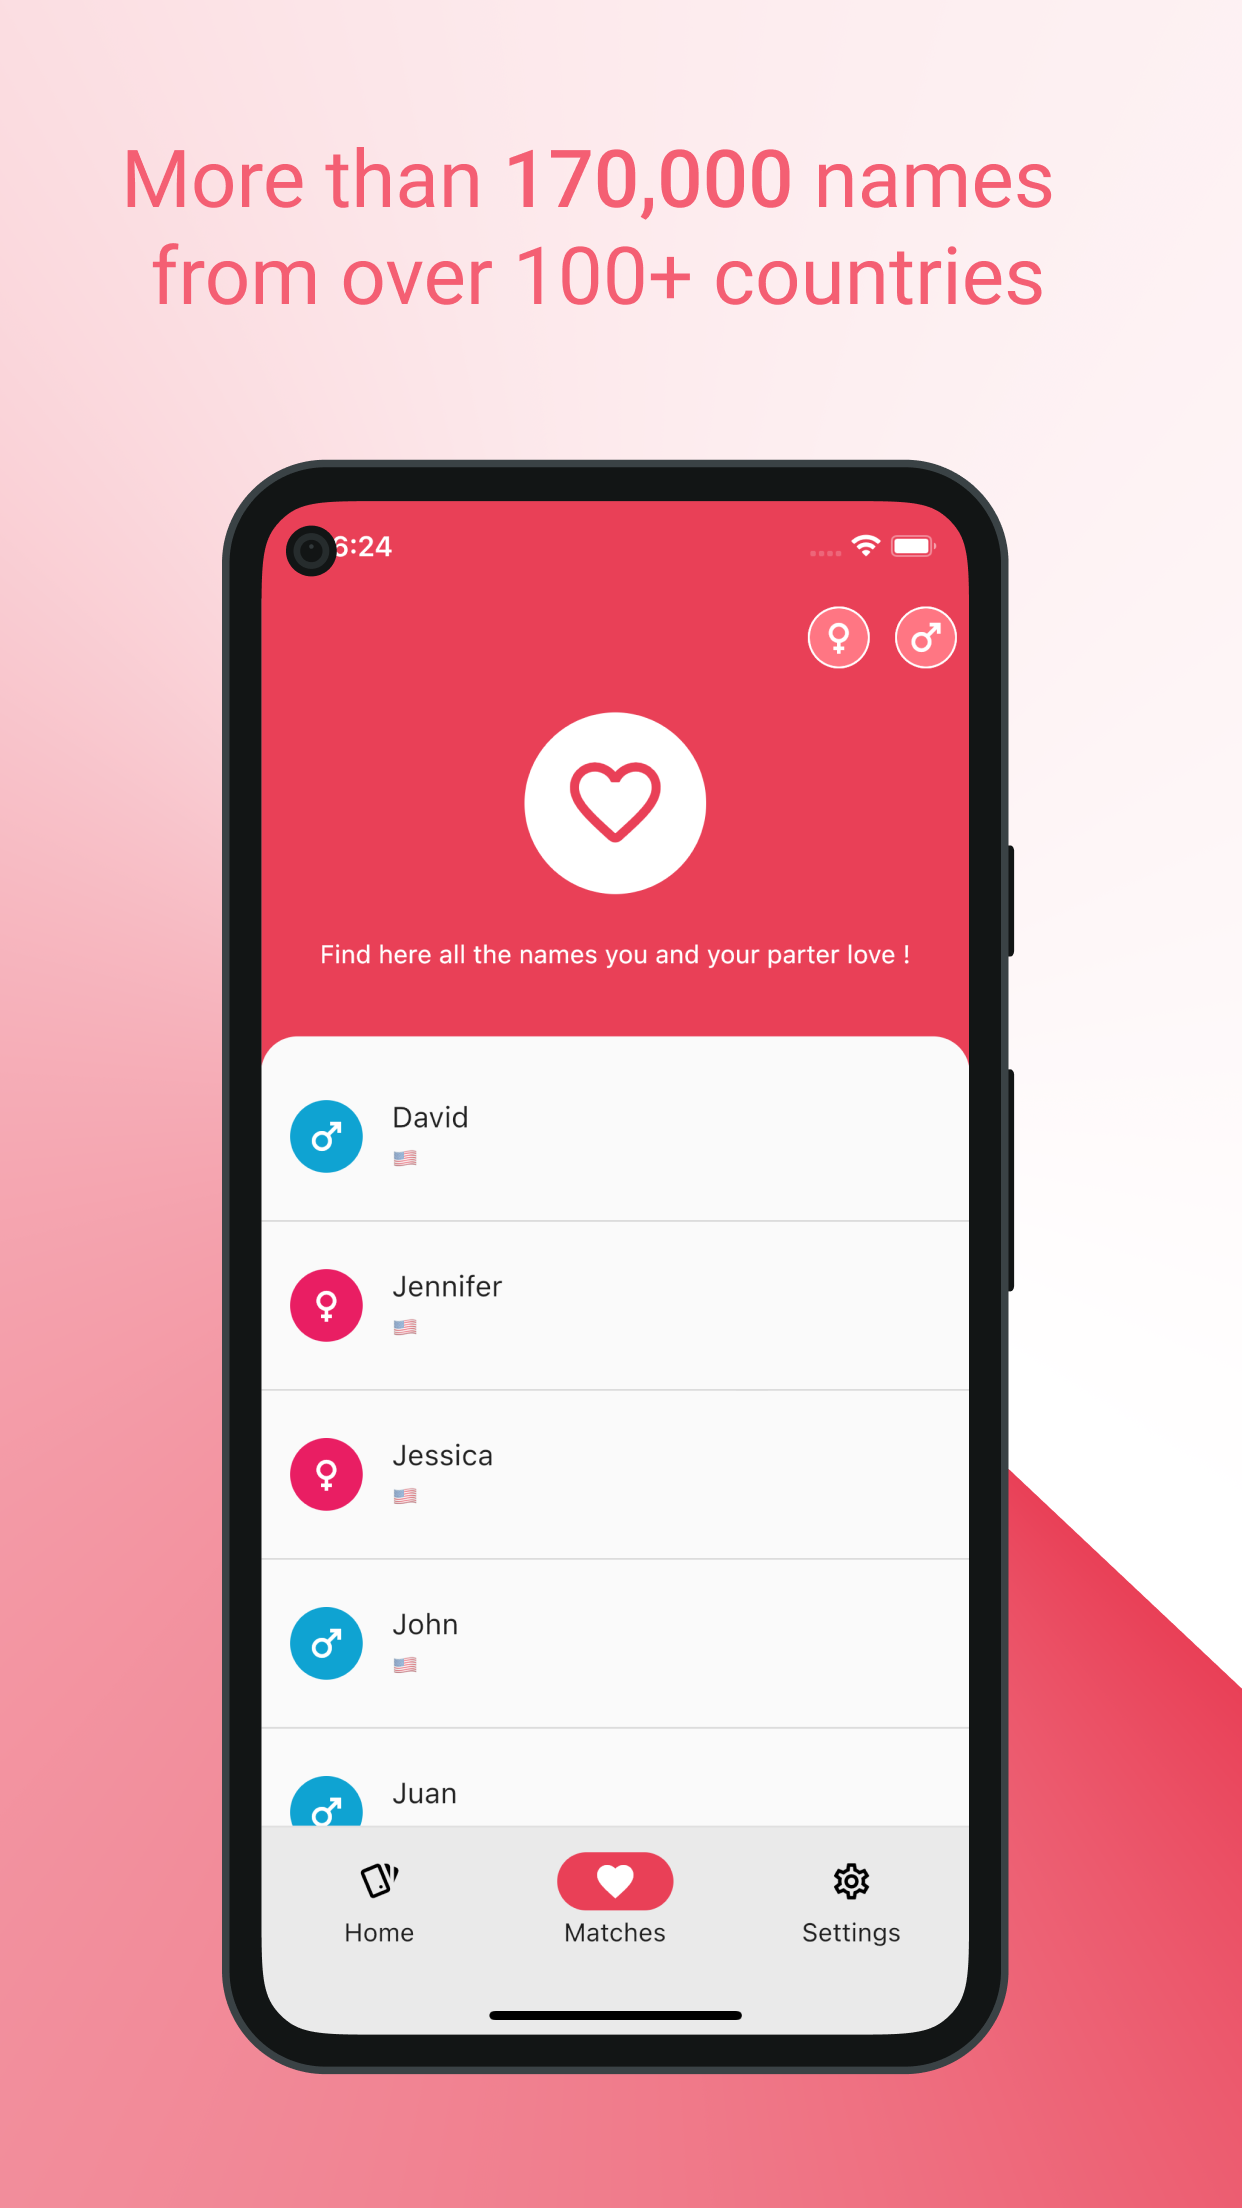 More than 170,000 names
from over 100+ countries
6:24
Find here all the names you and your parter love !
David
Jennifer
Jessica
John
Juan
Home
Matches
Settings